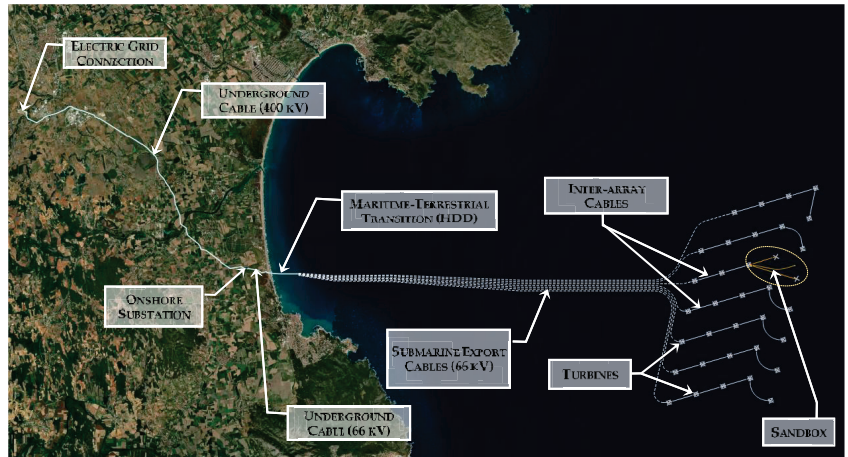 ELECTRIC GRID
CONNECTION
UNDERGROUND
CABLE (400 KV)
MARITIME-TERRESTRIAL
TRANSITION (HDD)
INTER-ARRAY
CABLES
ONSHORE
SUBSTATION
SUBMARINE EXPORT
CABLES (66 KV)
TURBINES
UNDERGROUND
CABLE (66 KV)
SANDBOX